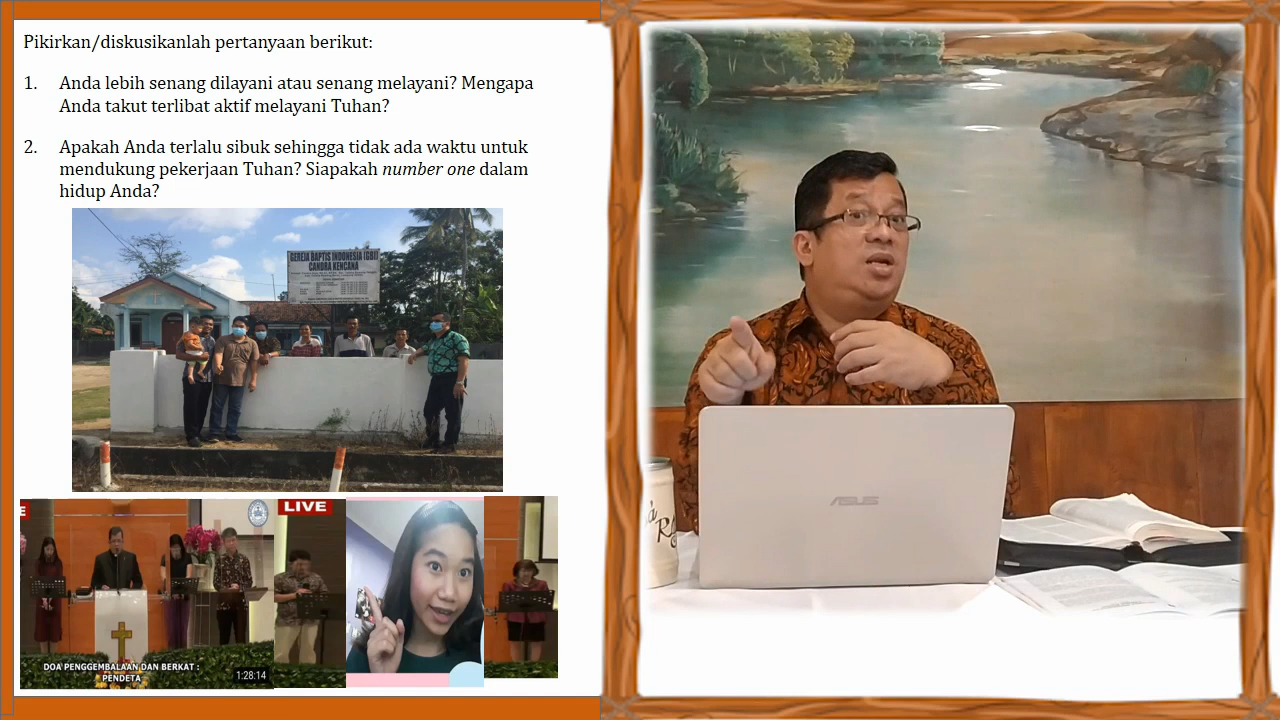 Pikirkan/diskusikanlah pertanyaan berikut:
1. Anda lebih senang dilayani atau senang melayani? Mengapa
Anda takut terlibat aktif melayani Tuhan?
2. Apakah Anda terlalu sibuk sehingga tidak ada waktu untuk
mendukung pekerjaan Tuhan? Siapakah number one dalam
hidup Anda?
GEREJA BAPTIS INDONESIA (GBI)
CANDRA KENCANA
E
LIVE
DOA PENGGEMBALAAN DAN BERKAT :
PENDETA
1:28:14
ASUS